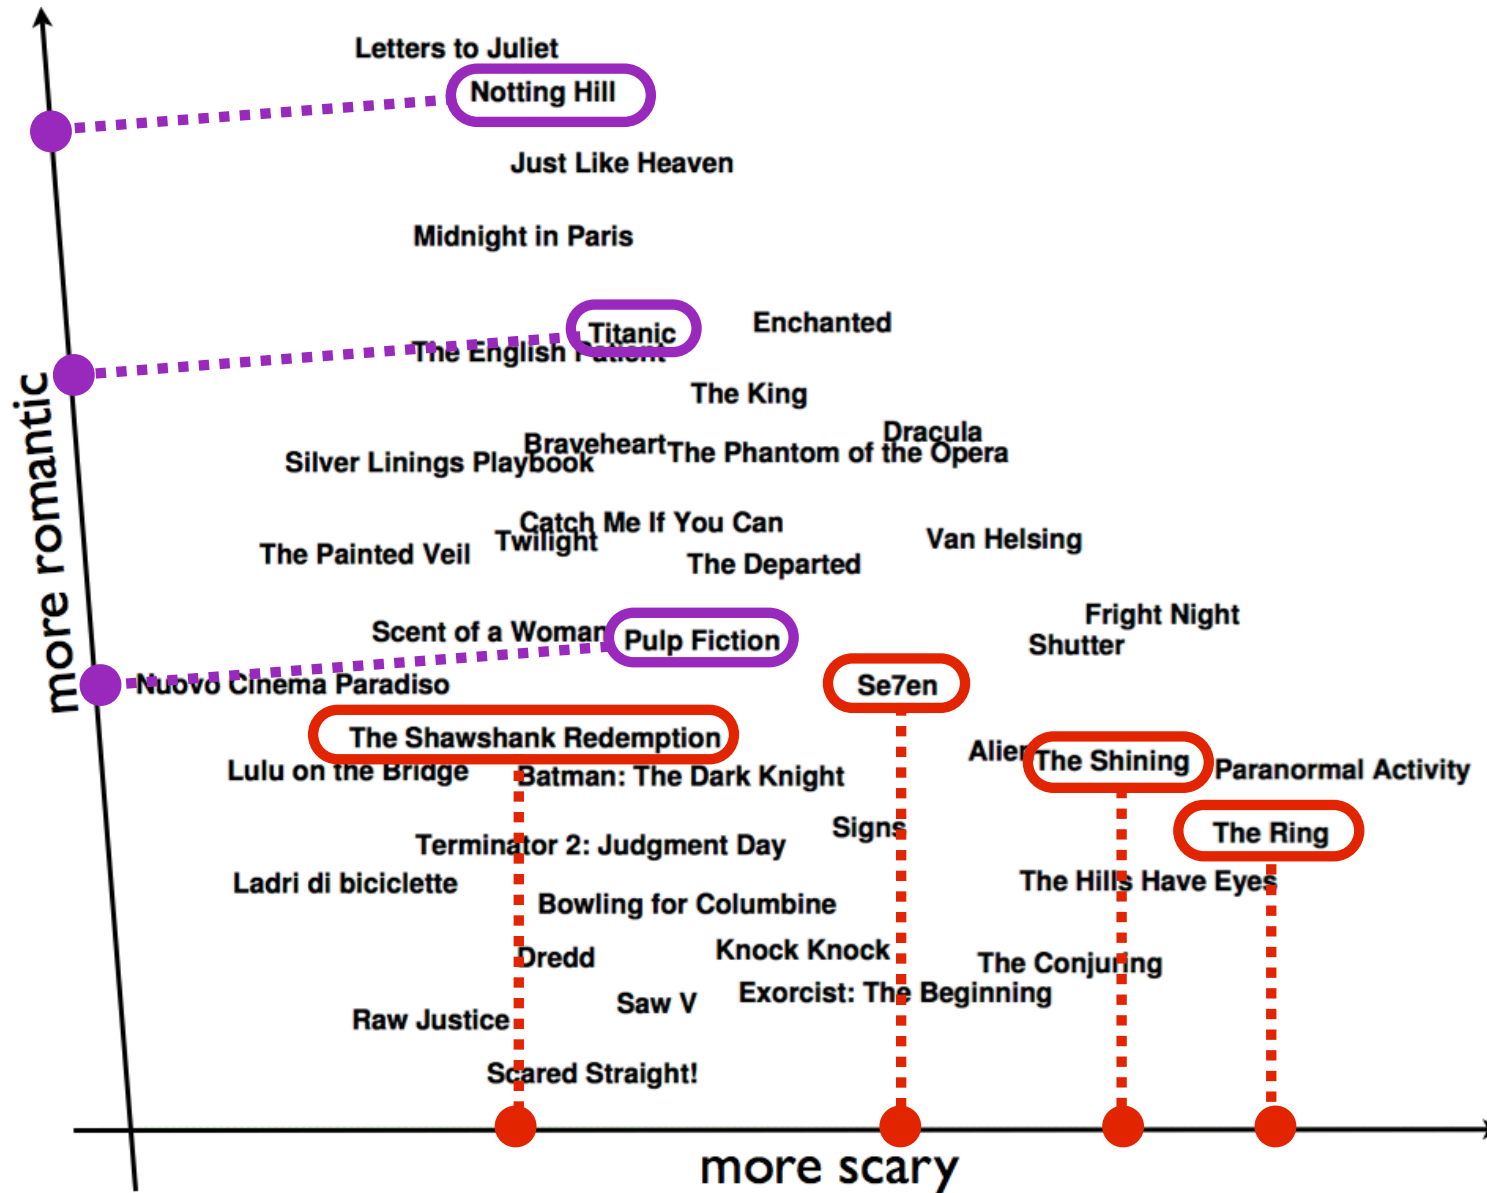 Letters to Juliet
Notting Hill
Just Like Heaven
Midnight in Paris
Enchanted
Titanic
The English Patient
The King
Dracula
Braveheart
The Phantom of the Opera
Silver Linings Playbook
Catch Me If You Can
Twilight
Van Helsing
The Painted Veil
The Departed
Fright Night
Scent of a Woman
Pulp Fiction
Shutter
Nuovo Cinema Paradiso
Se7en
The Shawshank Redemption
Alien
The Shining
Paranormal Activity
Lulu on the Bridge
Batman: The Dark Knight
Signs
The Ring
Terminator 2: Judgment Day
The Hills Have Eyes
Ladri di biciclette
Bowling for Columbine
Knock Knock
Dredd
The Conjuring
Exorcist: The Beginning
Saw V
Raw Justice
Scared Straight!
more romantic
more scary